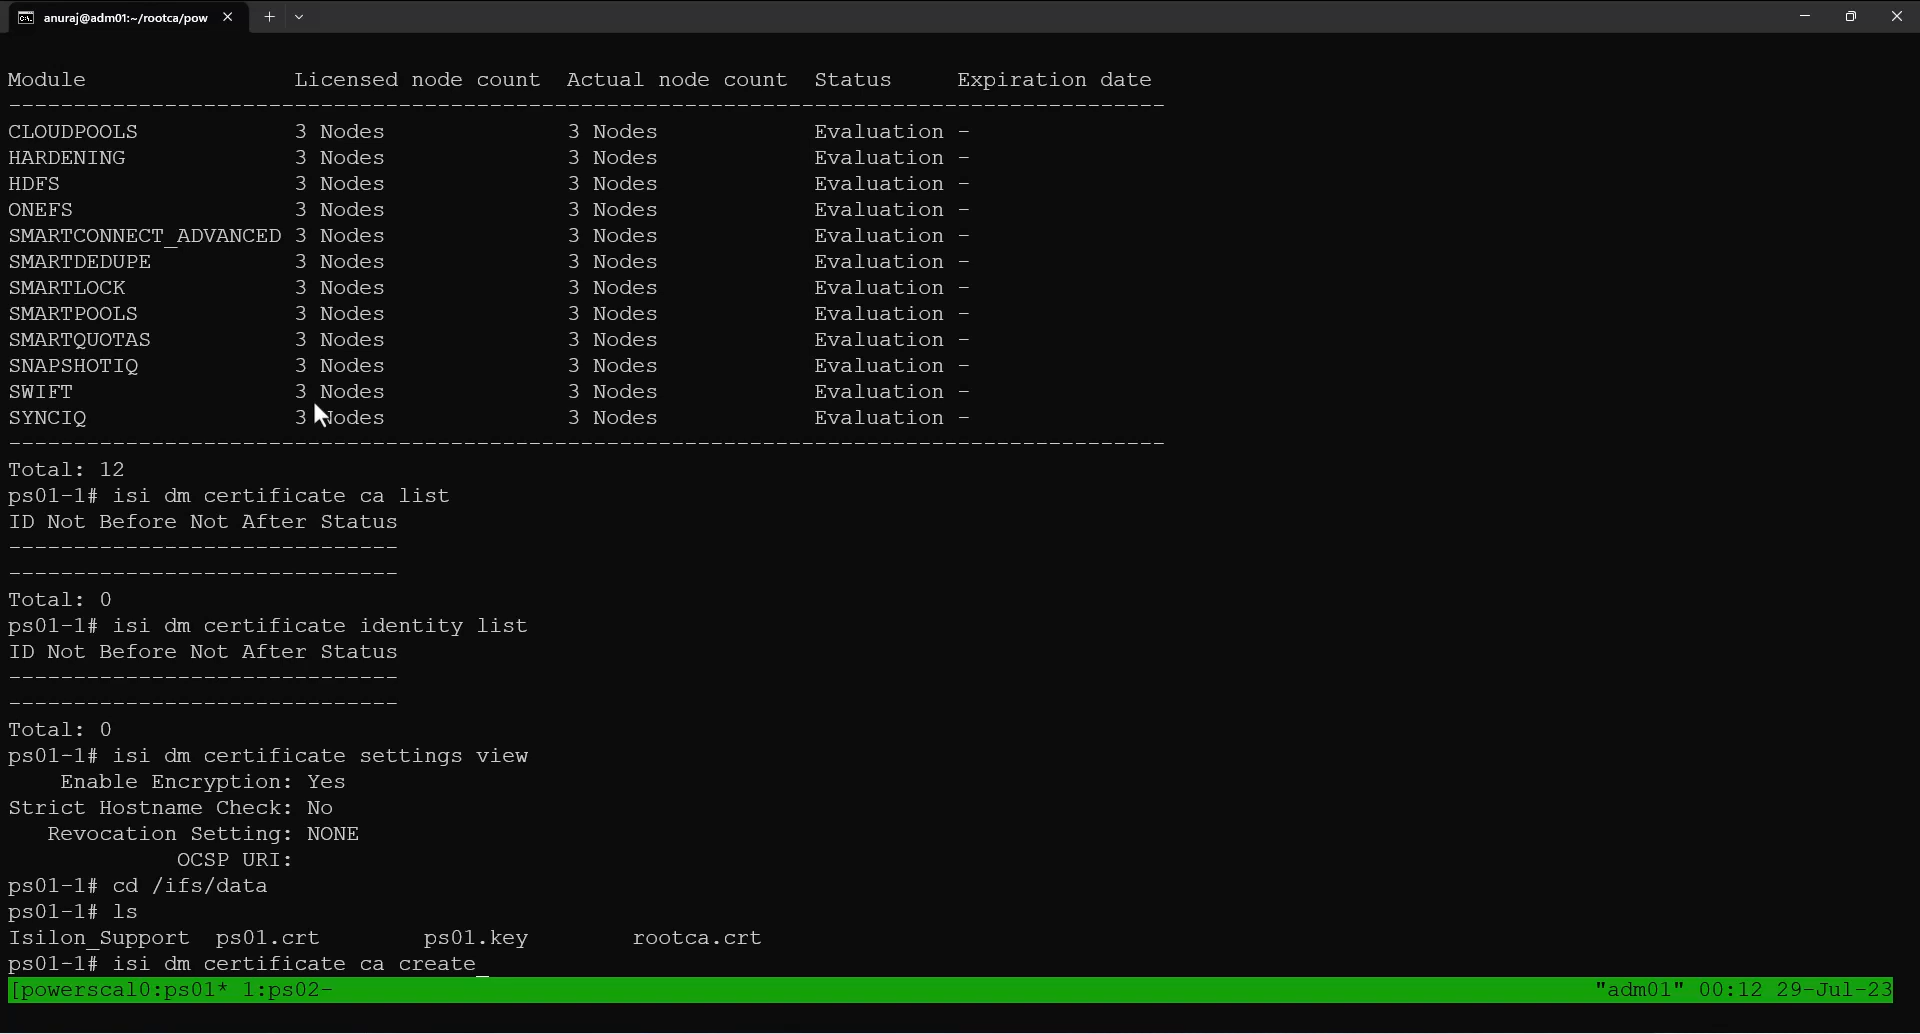 anuraj@adm01:~/rootca/pow
Module Licensed node count Actual node count Status Expiration date
-----------------------------------------------------------------------------------------
CLOUDPOOLS 3 Nodes 3 Nodes Evaluation -
HARDENING 3 Nodes 3 Nodes Evaluation -
HDFS 3 Nodes 3 Nodes Evaluation -
ONEFS 3 Nodes 3 Nodes Evaluation -
SMARTCONNECT_ADVANCED 3 Nodes 3 Nodes Evaluation -
SMARTDEDUPE 3 Nodes 3 Nodes Evaluation -
SMARTLOCK 3 Nodes 3 Nodes Evaluation -
SMARTPOOLS 3 Nodes 3 Nodes Evaluation -
SMARTQUOTAS 3 Nodes 3 Nodes Evaluation -
SNAPSHOTIQ 3 Nodes 3 Nodes Evaluation -
SWIFT 3 Nodes 3 Nodes Evaluation -
SYNCIQ 3 Nodes 3 Nodes Evaluation -
-----------------------------------------------------------------------------------------
Total: 12
ps01-1# isi dm certificate ca list
ID Not Before Not After Status
------------------------------
------------------------------
Total: 0
ps01-1# isi dm certificate identity list
ID Not Before Not After Status
------------------------------
------------------------------
Total: 0
ps01-1# isi dm certificate settings view
Enable Encryption: Yes
Strict Hostname Check: No
Revocation Setting: NONE
OCSP URI:
ps01-1# cd /ifs/data
ps01-1# ls
Isilon_Support ps01.crt ps01.key rootca.crt
ps01-1# isi dm certificate ca create_
[powerscal0:ps01* 1:ps02- "adm01" 00:12 29-Jul-23